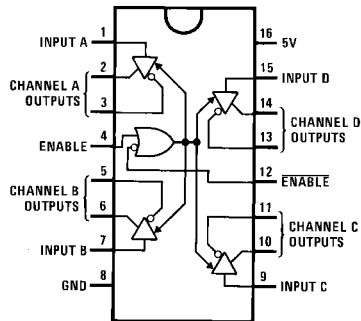 1
INPUT A
2
CHANNEL A
OUTPUTS
3
4
ENABLE
5
CHANNEL B
OUTPUTS
6
7
INPUT B
8
GND
16
5V
15
INPUT D
14
CHANNEL D
OUTPUTS
13
12
ENABLE
11
CHANNEL C
OUTPUTS
10
9
INPUT C